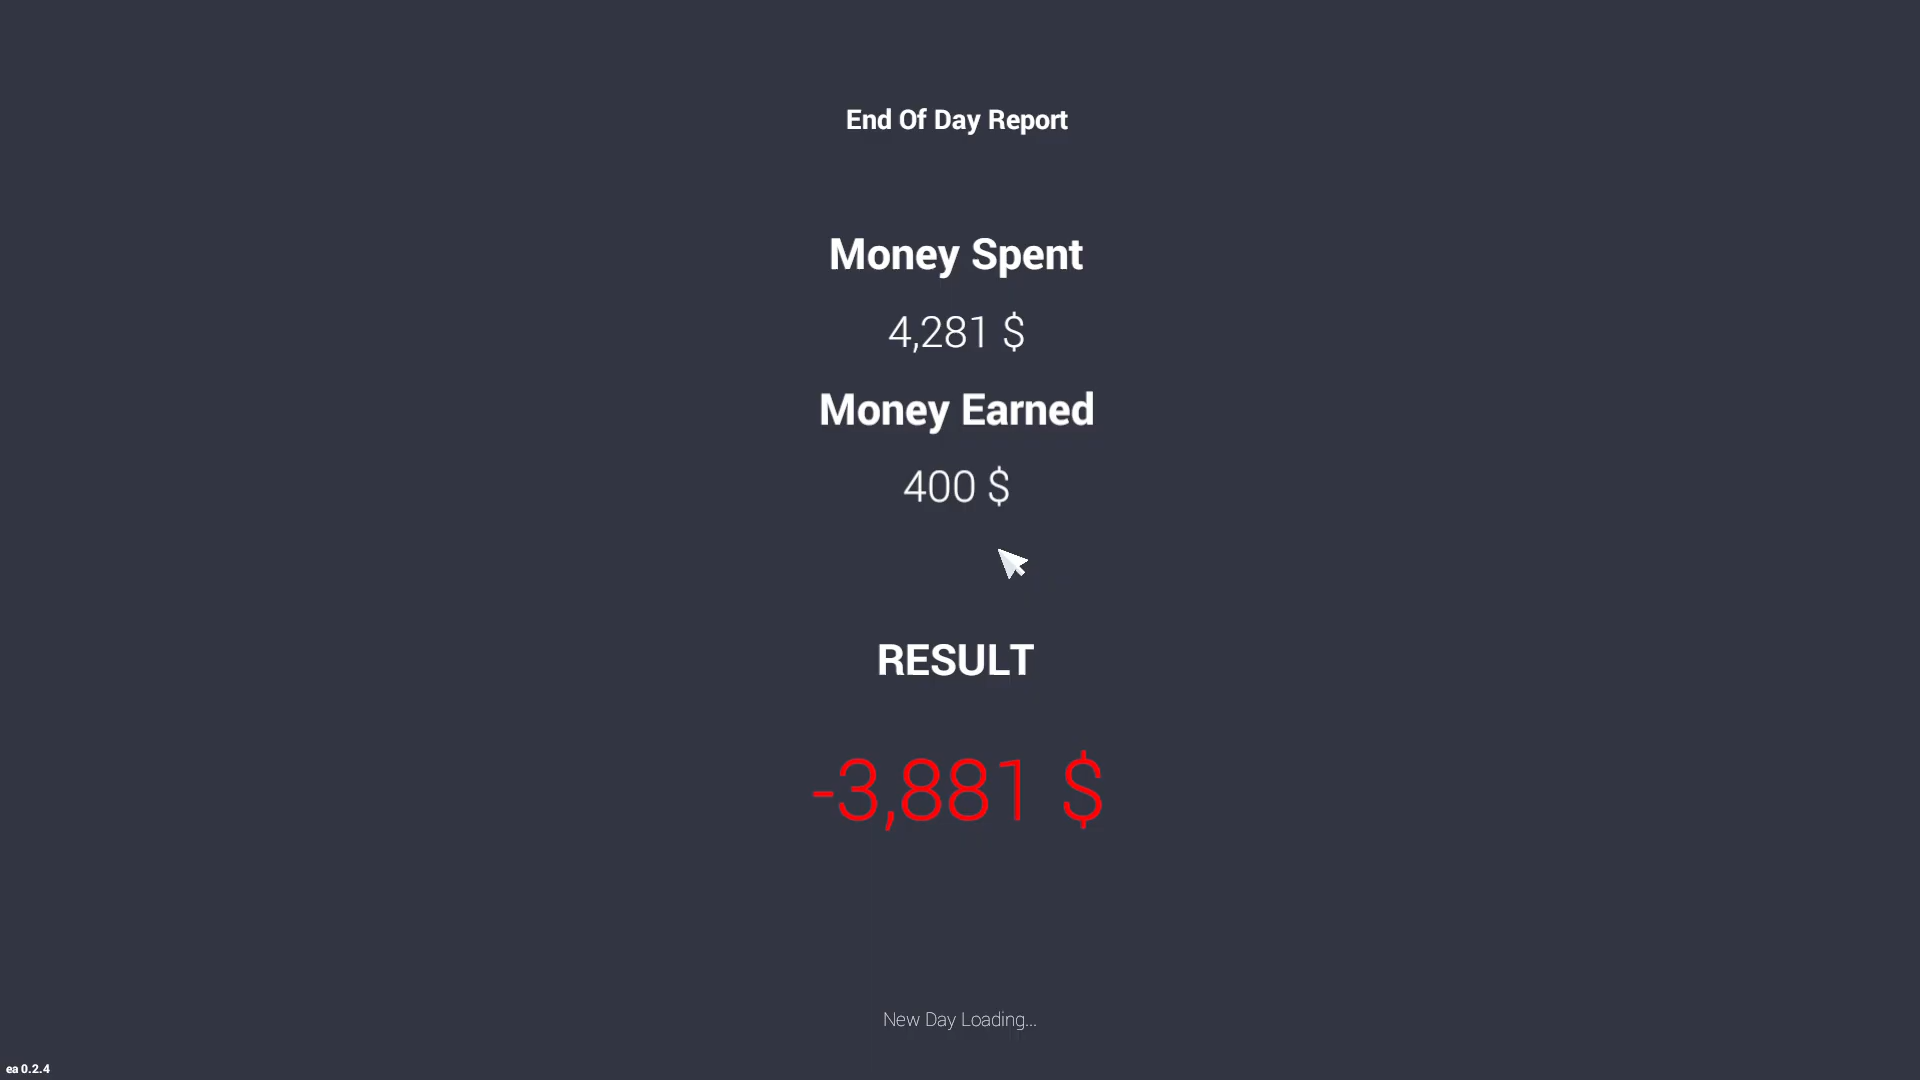 End Of Day Report
Money Spent
4,281 $
Money Earned
400 $
RESULT
-3,881 $
New Day Loading...
ea 0.2.4